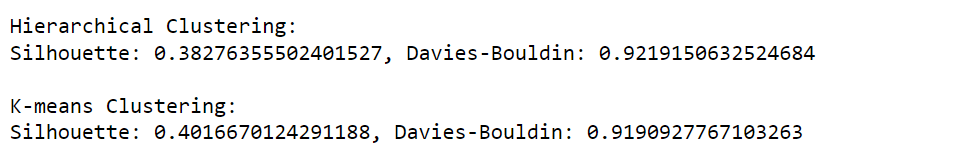 Hierarchical Clustering:
Silhouette: 0.38276355502401527, Davies-Bouldin: 0.9219150632524684
K-means Clustering:
Silhouette: 0.4016670124291188, Davies-Bouldin: 0.9190927767103263